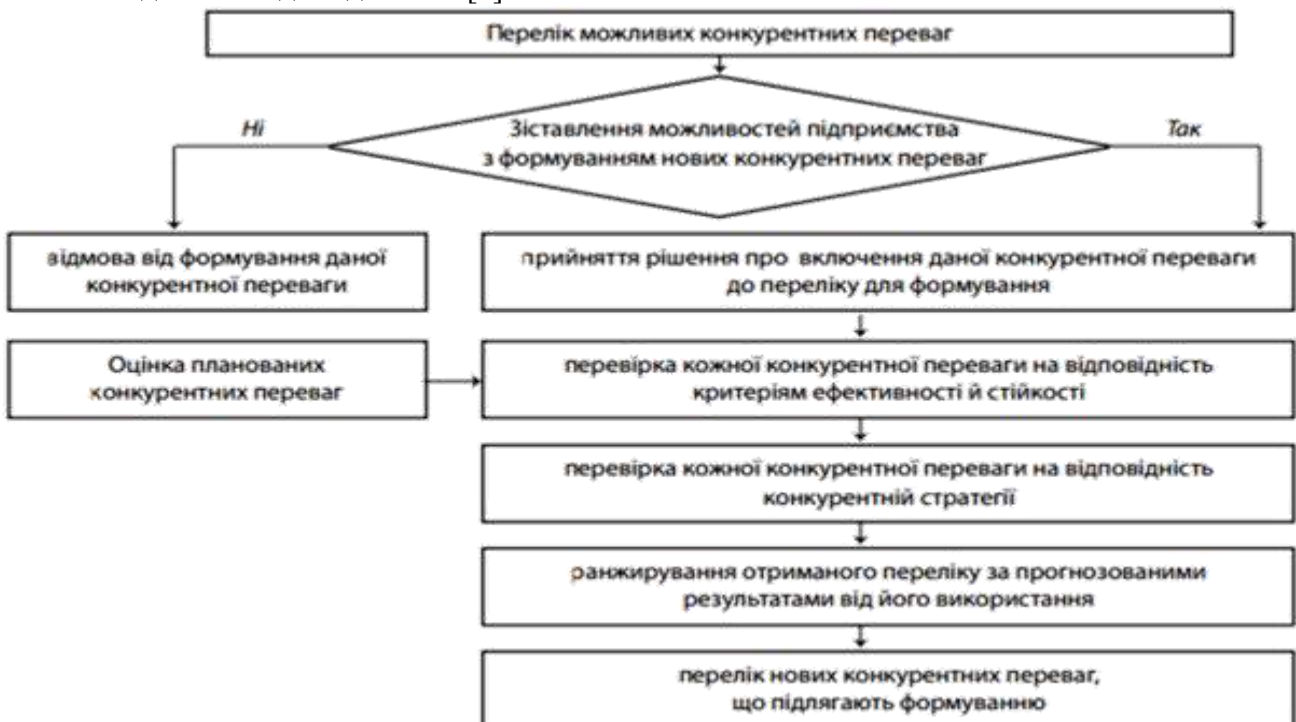 Перелік можливих конкурентних переваг
Зіставлення можливостей підприємства
з формуванням нових конкурентних переваг
Ні
Так
відмова від формування даної
конкурентної переваги
прийняття рішення про включення даної конкурентної переваги
до переліку для формування
Оцінка планованих
конкурентних переваг
перевірка кожної конкурентної переваги на відповідність
критеріям ефективності й стійкості
перевірка кожної конкурентної переваги на відповідність
конкурентній стратегії
ранжирування отриманого переліку за прогнозованими
результатами від його використання
перелік нових конкурентних переваг,
що підлягають формуванню